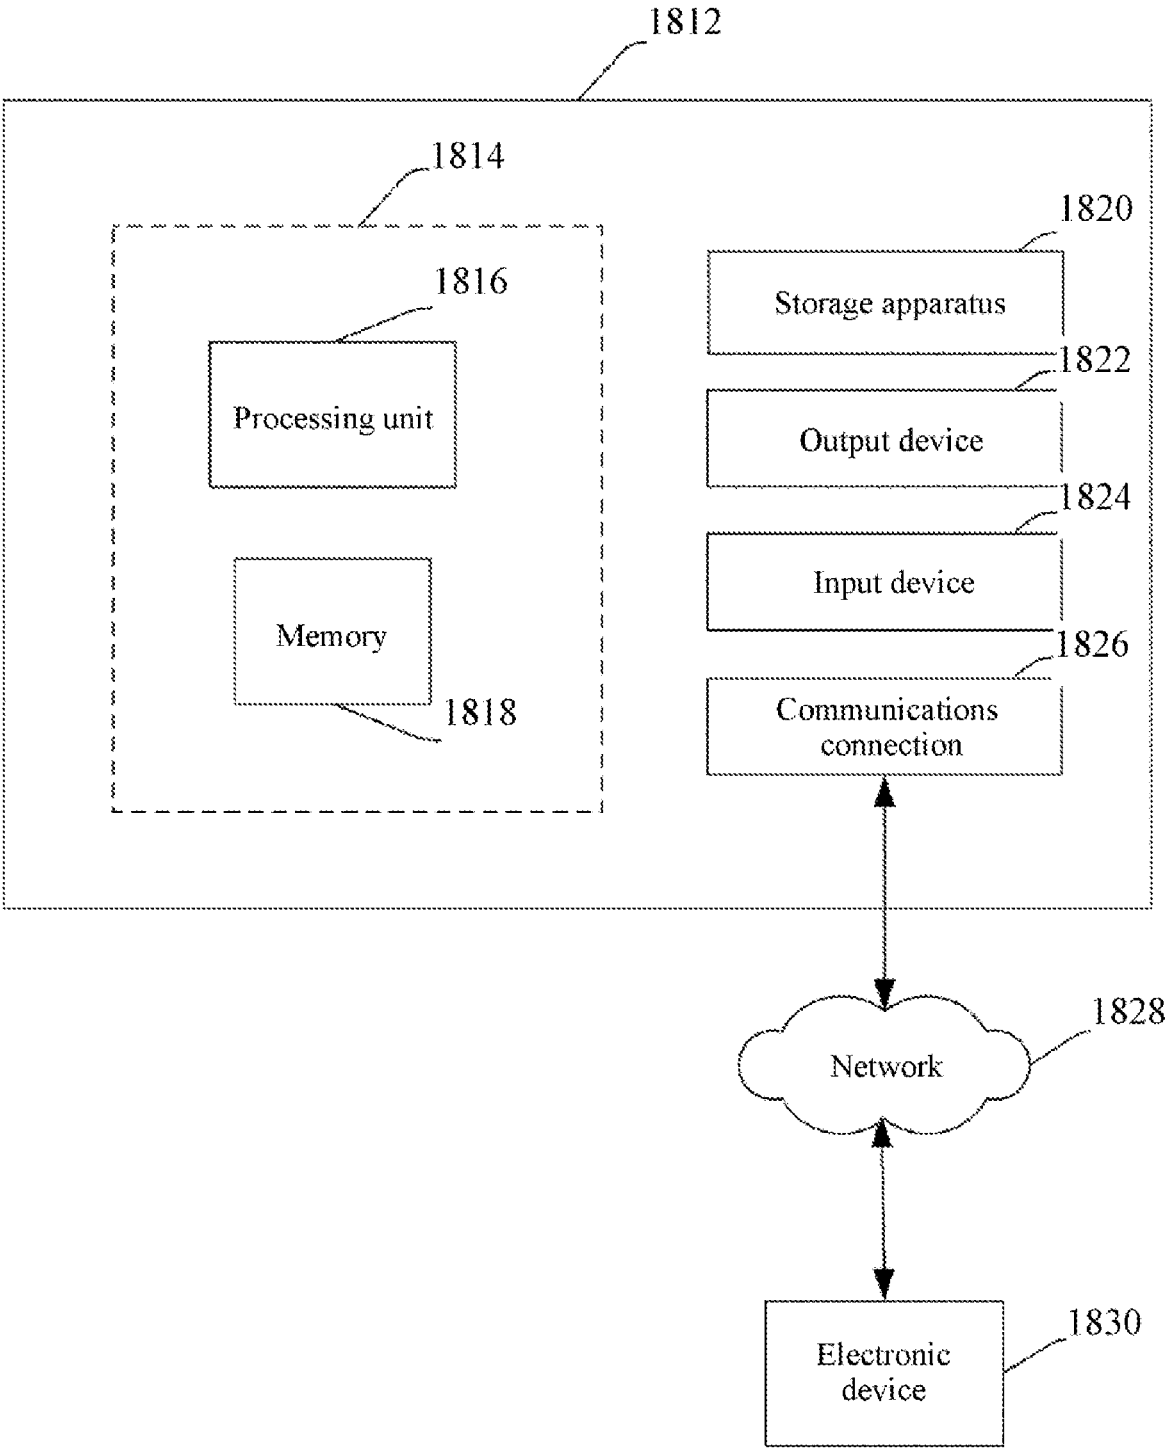 1812
1814
1820
1816
Storage apparatus
1822
Processing unit
Output device
1824
Input device
Memory
1826
1818
Communications
connection
1828
Network
1830
Electronic
device